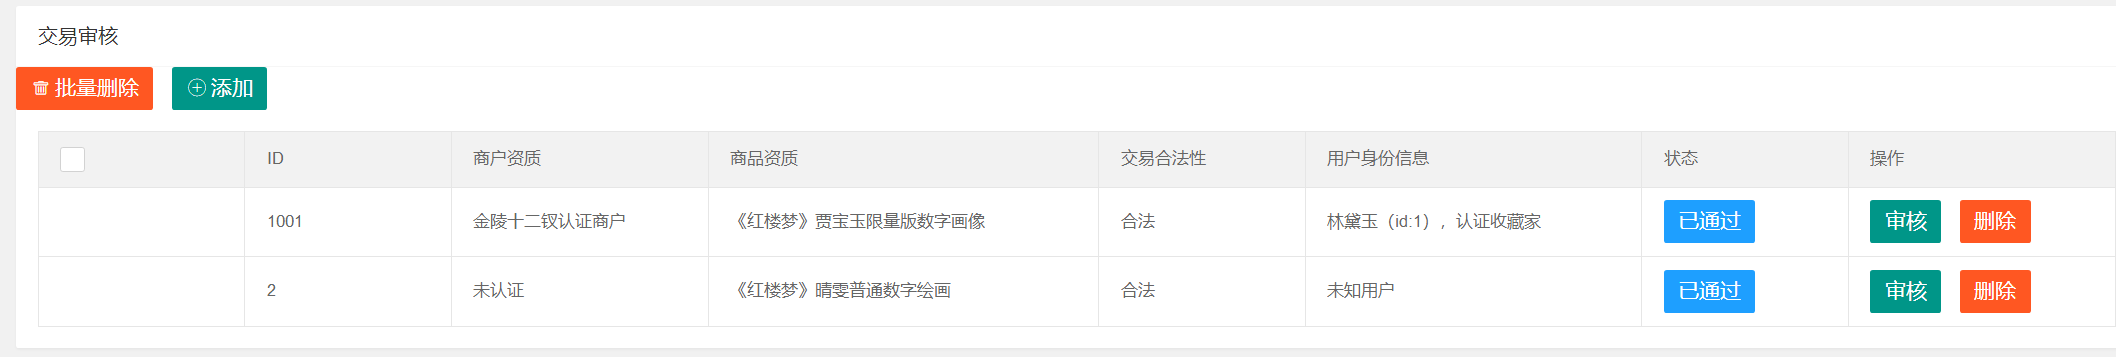 交易审核
批量删除 添加
ID 商户资质 商品资质 交易合法性 用户身份信息 状态 操作
1001 金陵十二钗认证商户 《红楼梦》贾宝玉限量版数字画像 合法 林黛玉（id:1），认证收藏家 已通过 审核 删除
2 未认证 《红楼梦》晴雯普通数字绘画 合法 未知用户 已通过 审核 删除